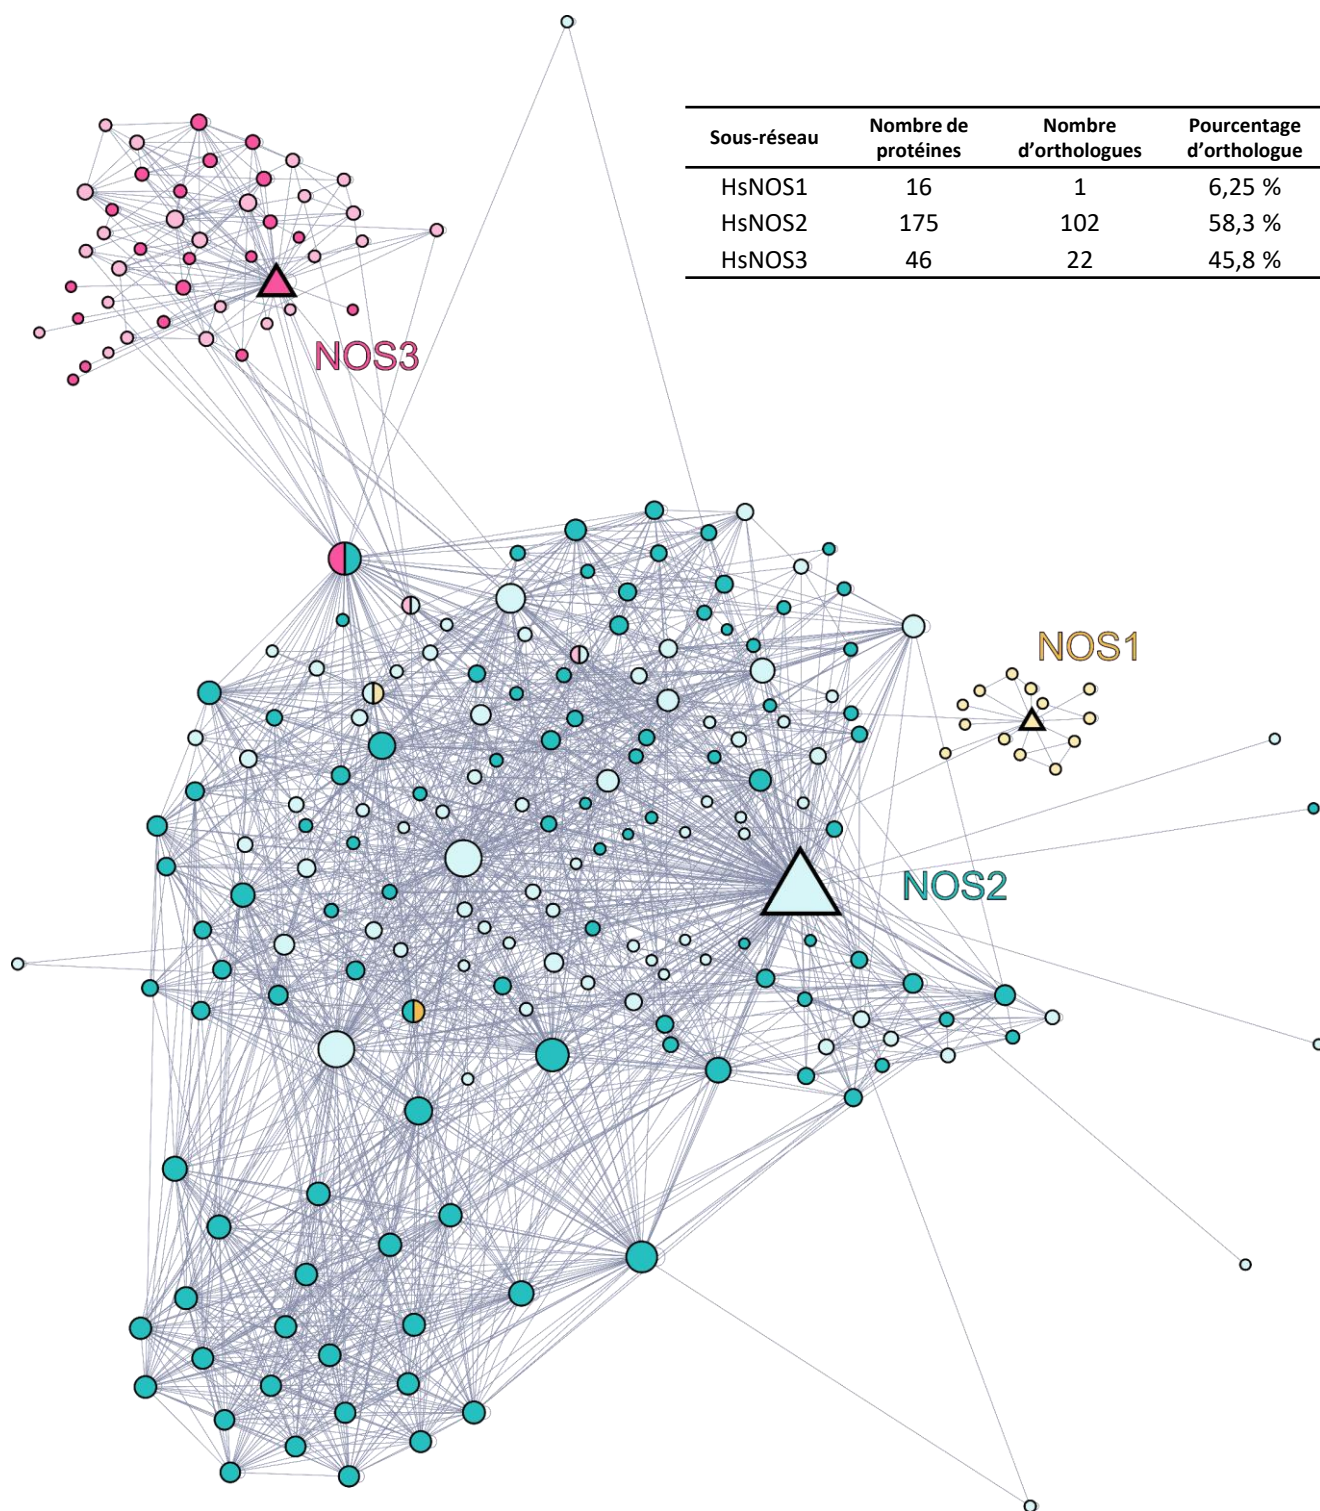 Sous-réseau Nombre de protéines Nombre d'orthologues Pourcentage d'orthologue
HsNOS1 16 1 6,25 %
HsNOS2 175 102 58,3 %
HsNOS3 46 22 45,8 %
NOS3
NOS1
NOS2